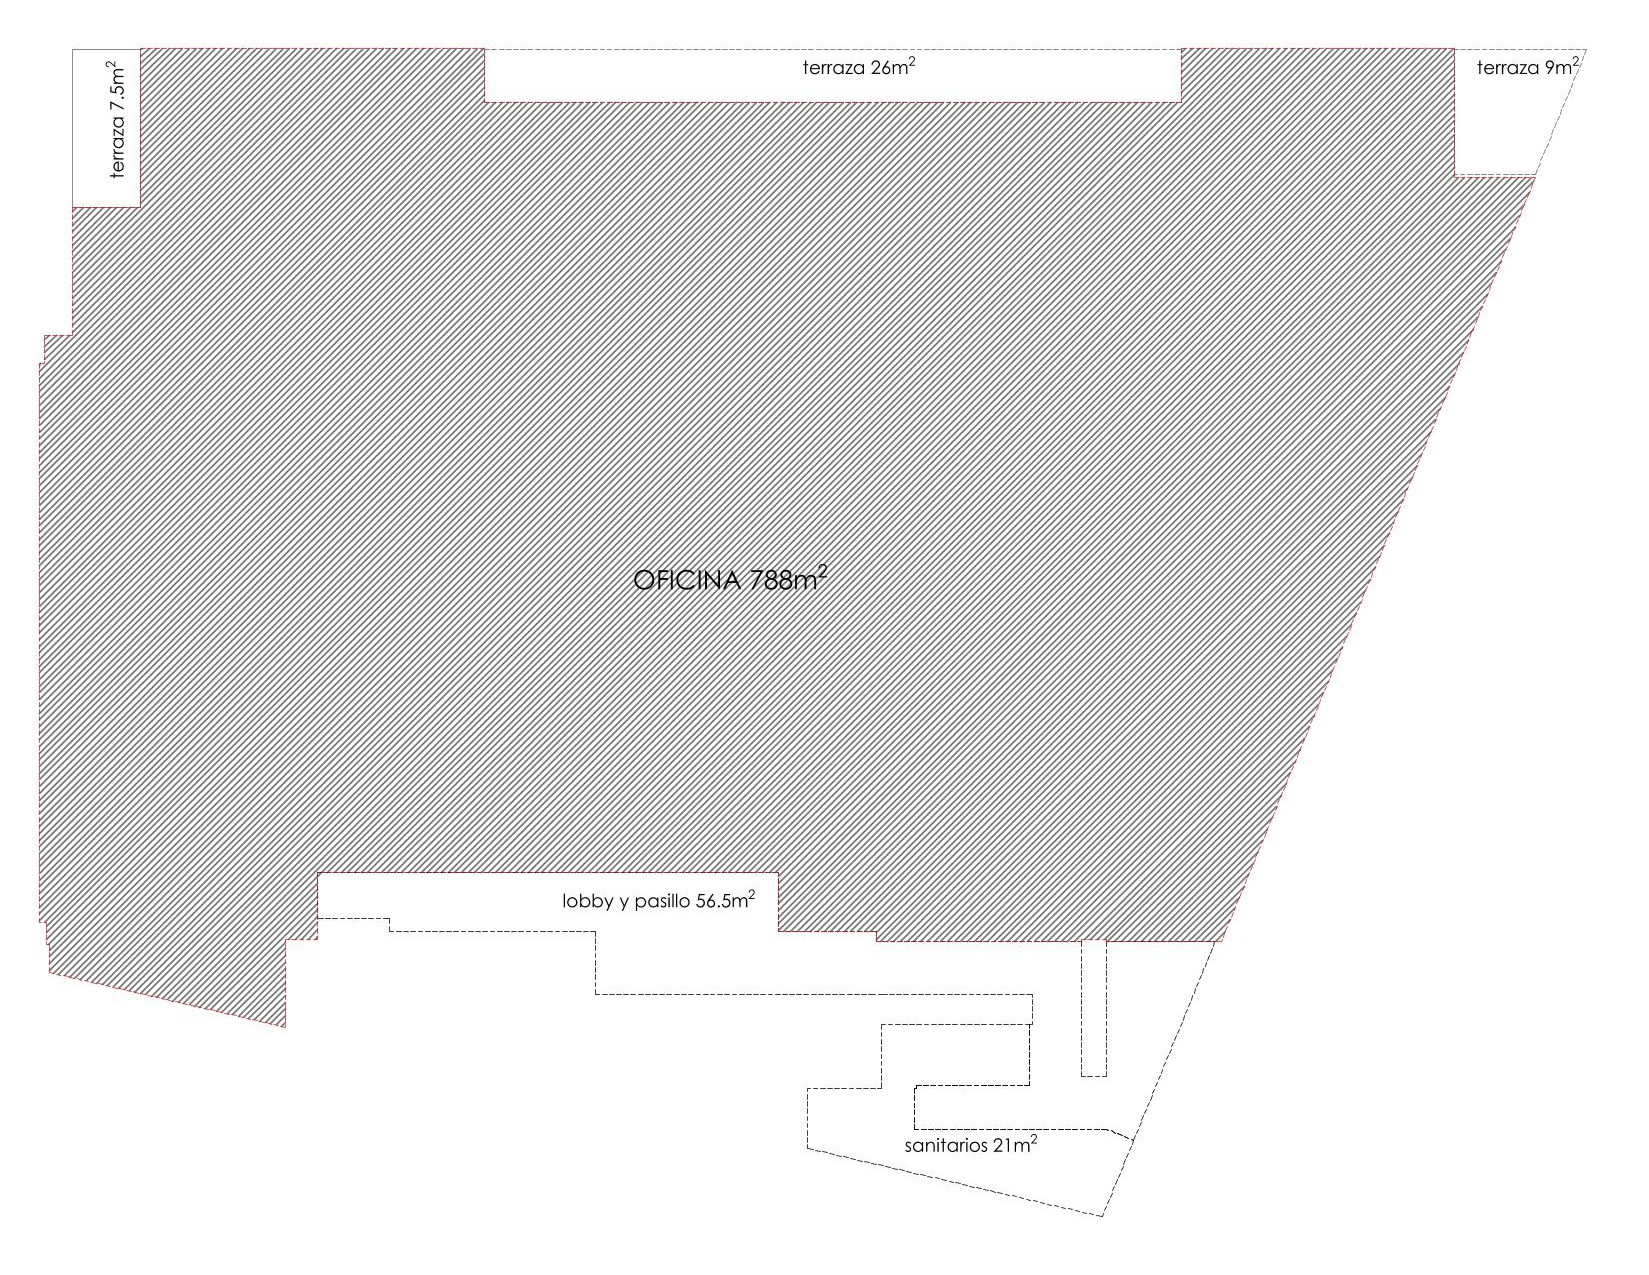 terraza 7.5m²
terraza 26m²
terraza 9m²
OFICINA 788m²
lobby y pasillo 56.5m²
sanitarios 21m²